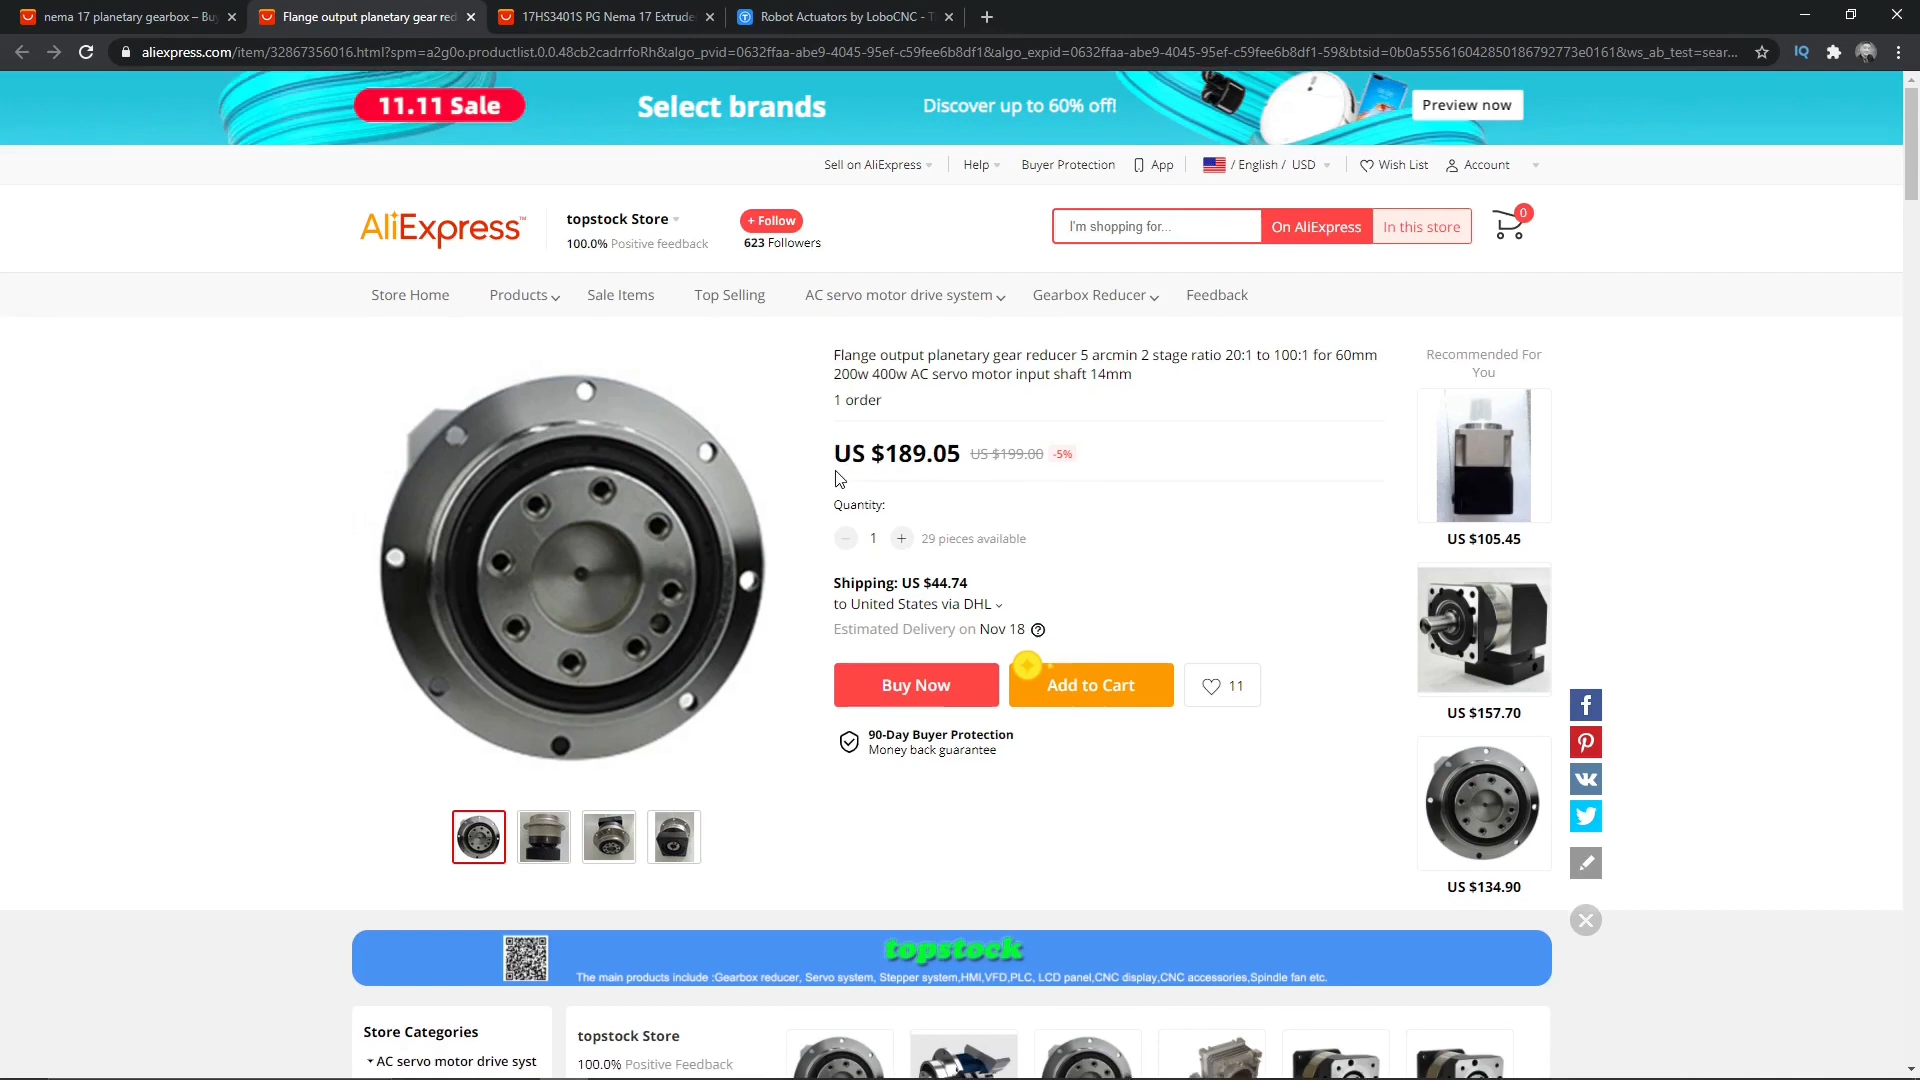 nema 17 planetary gearbox – Bu
Flange output planetary gear red
17HS3401S PG Nema 17 Extrude
Robot Actuators by LoboCNC - T
aliexpress.com/item/32867356016.html?spm=a2g0o.productlist.0.0.48cb2cadrrfoRh&algo_pvid=0632ffaa-abe9-4045-95ef-c59fee6b8df1&algo_expid=0632ffaa-abe9-4045-95ef-c59fee6b8df1-59&btsid=0b0a555616042850186792773e0161&ws_ab_test=sear...
IQ
11.11 Sale
Select brands
Discover up to 60% off!
Preview now
Sell on AliExpress
Help
Buyer Protection
App
/ English / USD
Wish List
Account
AliExpress™
topstock Store
100.0% Positive feedback
+ Follow
623 Followers
I'm shopping for...
On AliExpress
In this store
0
Store Home
Products
Sale Items
Top Selling
AC servo motor drive system
Gearbox Reducer
Feedback
Flange output planetary gear reducer 5 arcmin 2 stage ratio 20:1 to 100:1 for 60mm
200w 400w AC servo motor input shaft 14mm
1 order
US $189.05 US $199.00 -5%
Quantity:
1
29 pieces available
Shipping: US $44.74
to United States via DHL
Estimated Delivery on Nov 18
Buy Now
Add to Cart
11
90-Day Buyer Protection
Money back guarantee
Recommended For
You
US $105.45
US $157.70
US $134.90
topstock
The main products include :Gearbox reducer, Servo system, Stepper system,HMI,VFD,PLC, LCD panel,CNC display,CNC accessories,Spindle fan etc.
Store Categories
AC servo motor drive syst
topstock Store
100.0% Positive Feedback